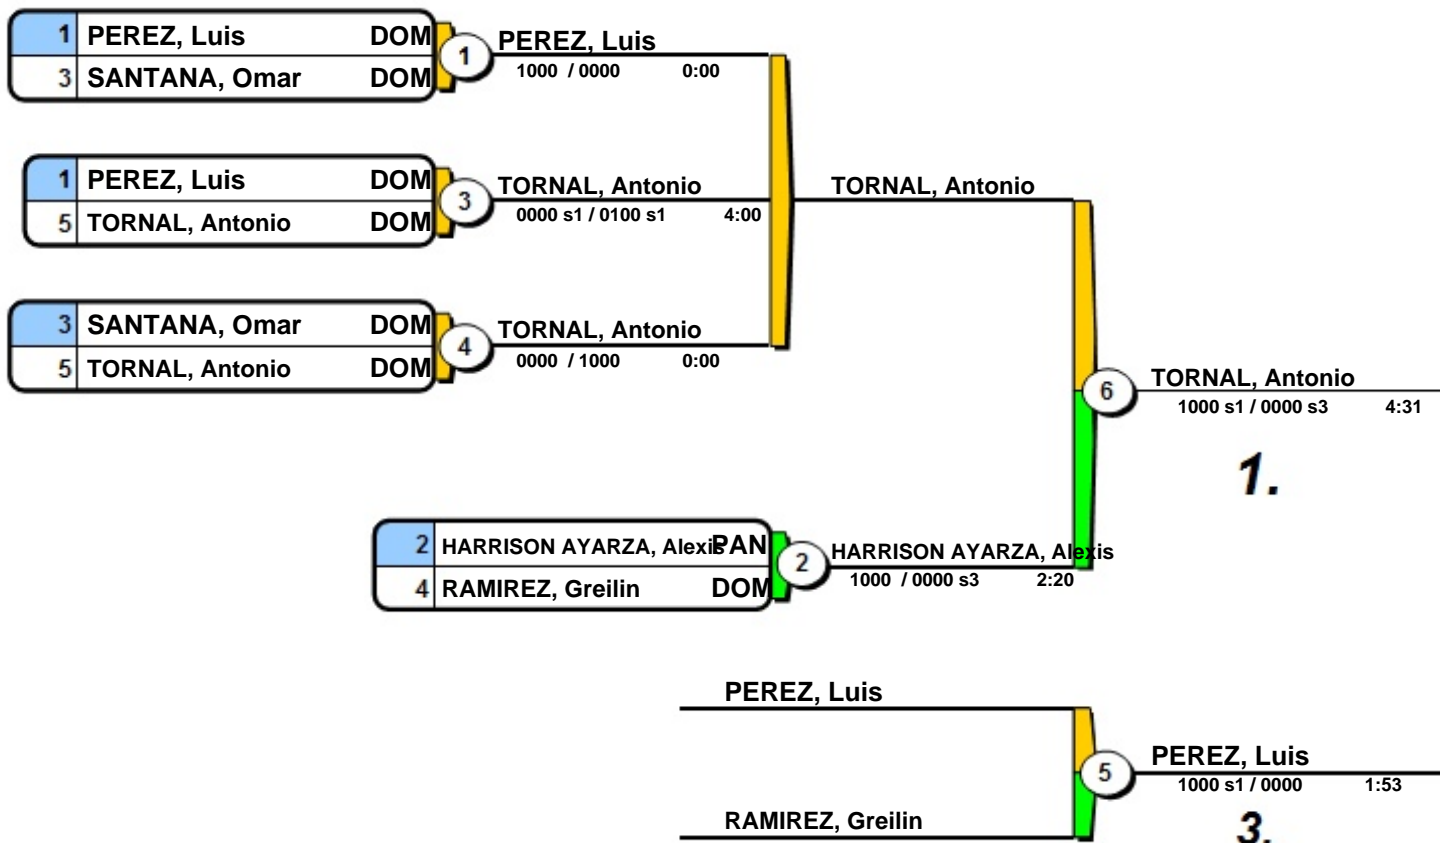 1 PEREZ, Luis DOM
3 SANTANA, Omar DOM
1
PEREZ, Luis
1000 / 0000 0:00
1 PEREZ, Luis DOM
5 TORNAL, Antonio DOM
3
TORNAL, Antonio
0000 s1 / 0100 s1 4:00
TORNAL, Antonio
3 SANTANA, Omar DOM
5 TORNAL, Antonio DOM
4
TORNAL, Antonio
0000 / 1000 0:00
6
TORNAL, Antonio
1000 s1 / 0000 s3 4:31
1.
2 HARRISON AYARZA, Alexis PAN
4 RAMIREZ, Greilin DOM
2
HARRISON AYARZA, Alexis
1000 / 0000 s3 2:20
PEREZ, Luis
RAMIREZ, Greilin
5
PEREZ, Luis
1000 s1 / 0000 1:53
3.